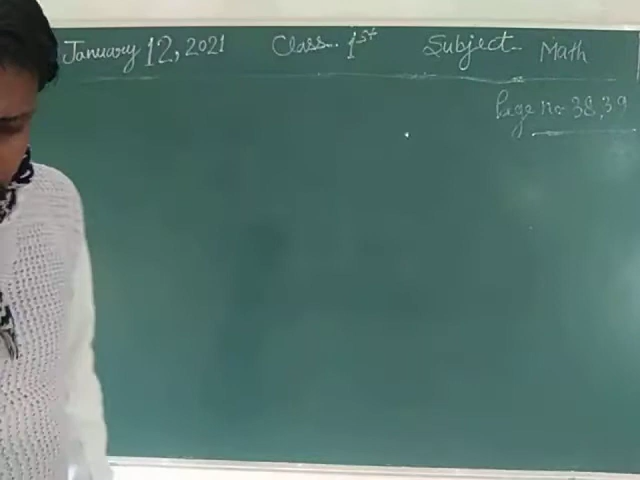 January 12, 2021 Class. 1st Subject- Math
Page no- 38,39